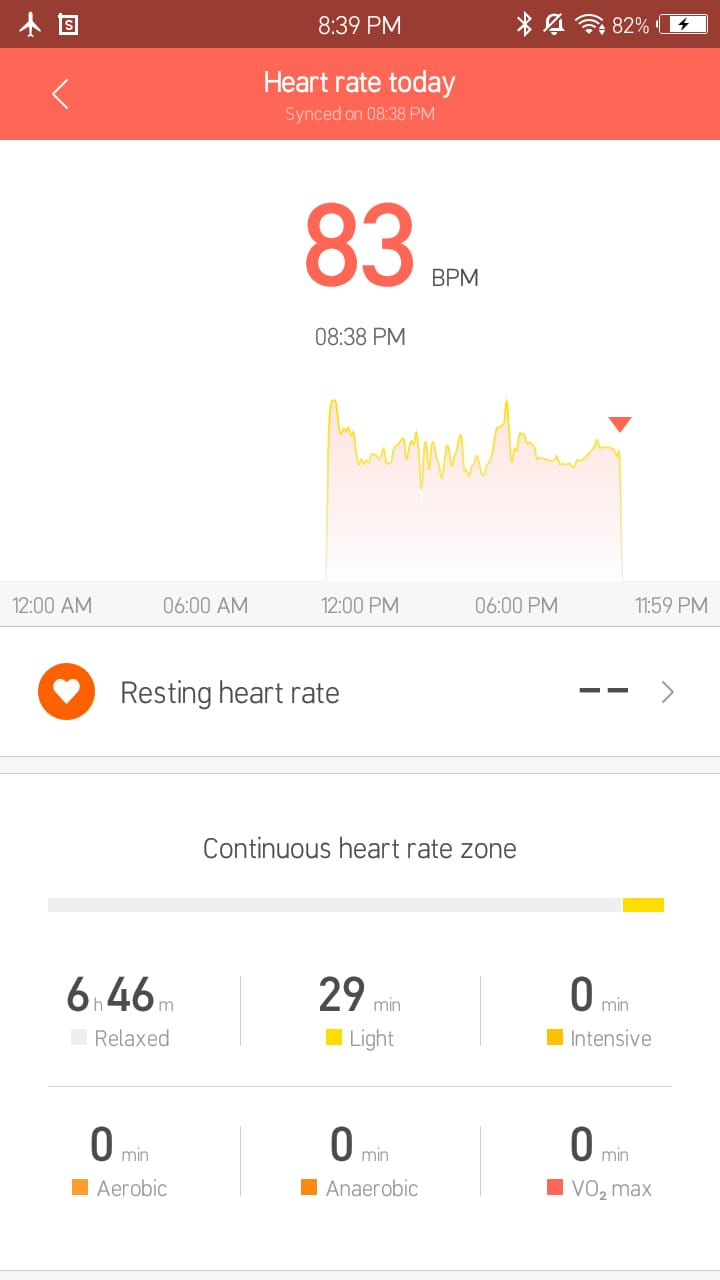 S 8:39 PM 82%
Heart rate today
Synced on 08:38 PM
83 BPM
08:38 PM
12:00 AM 06:00 AM 12:00 PM 06:00 PM 11:59 PM
Resting heart rate --
Continuous heart rate zone
6 h 46 m 29 min 0 min
Relaxed Light Intensive
0 min 0 min 0 min
Aerobic Anaerobic VO₂ max